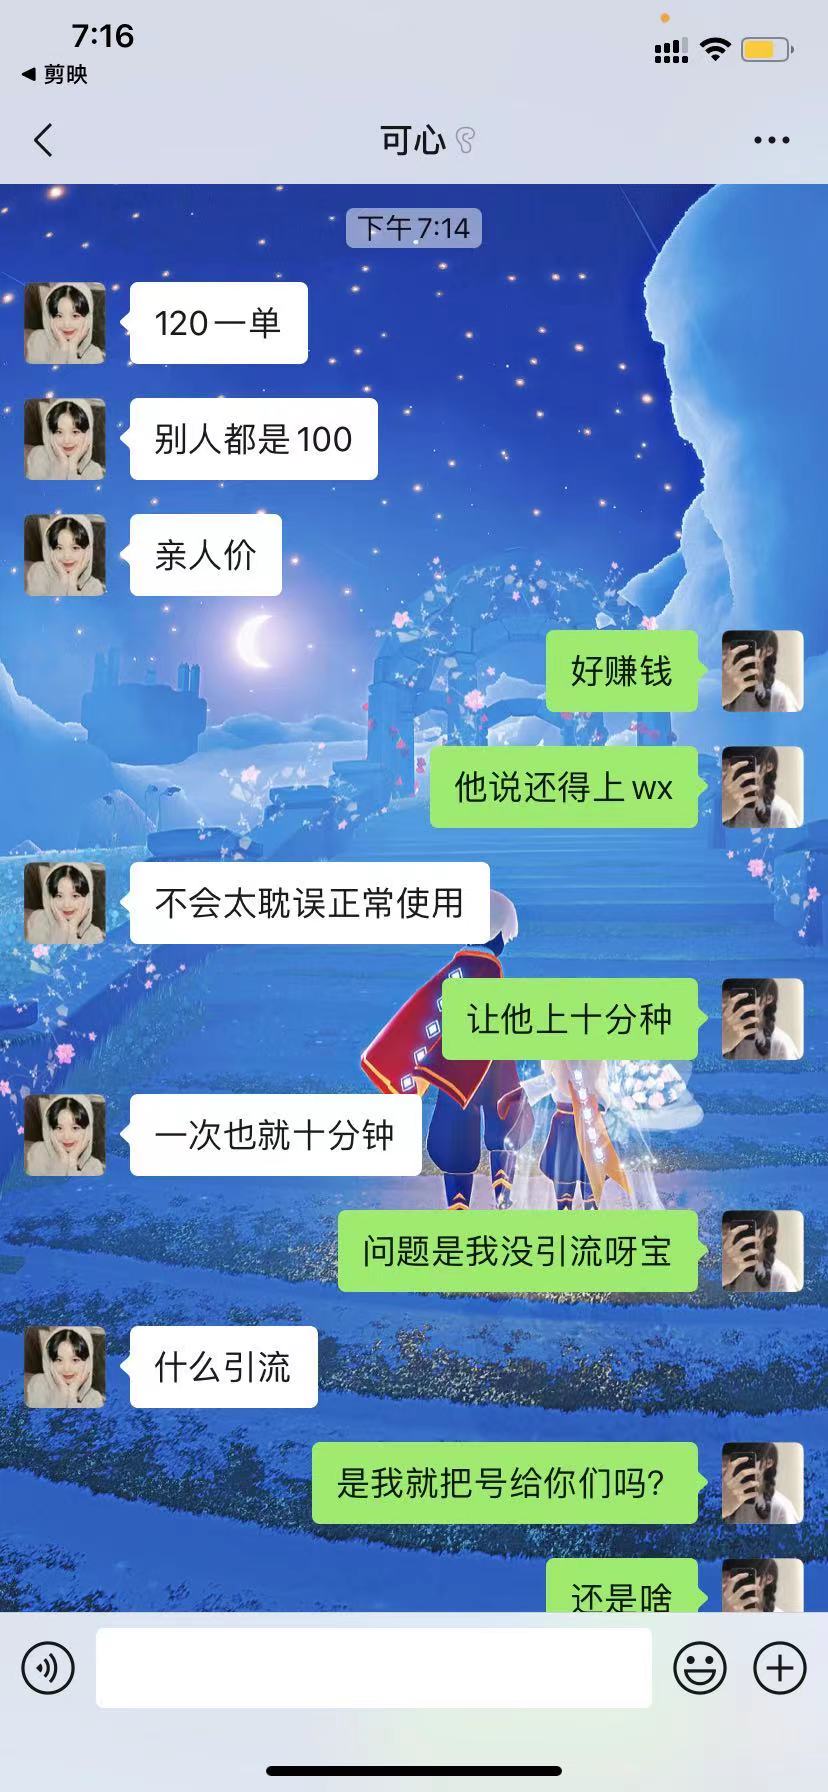 7:16
剪映
可心
下午 7:14
120一单
别人都是100
亲人价
好赚钱
他说还得上wx
不会太耽误正常使用
让他上十分种
一次也就十分钟
问题是我没引流呀宝
什么引流
是我就把号给你们吗?
还是啥